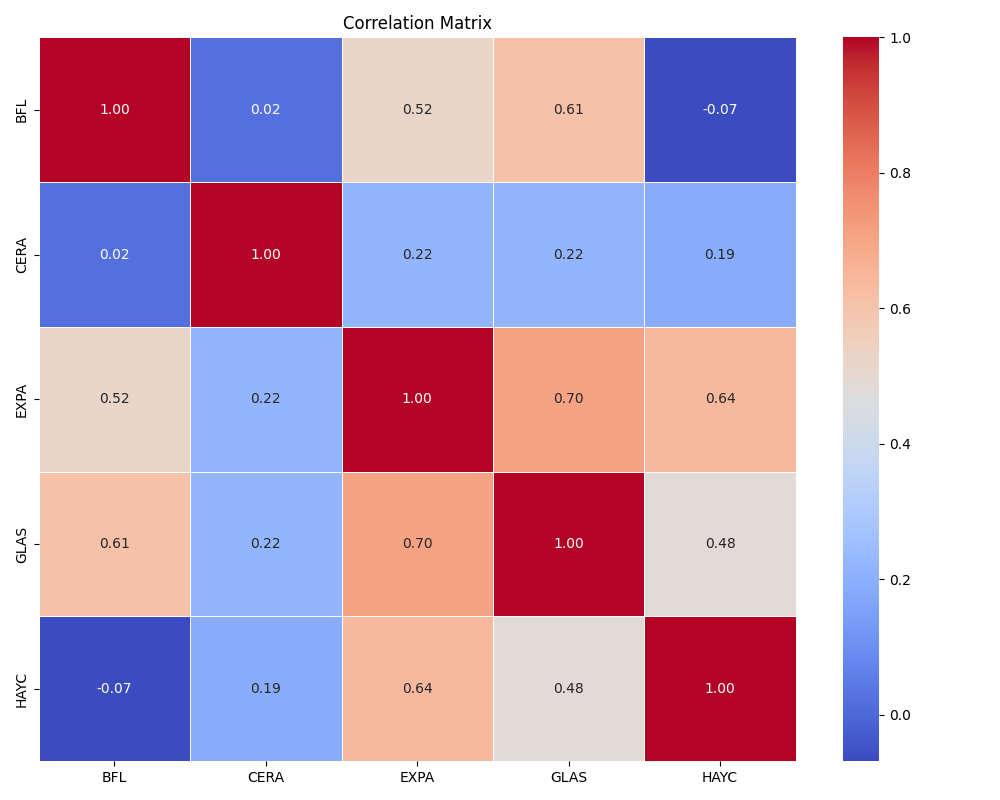 Correlation Matrix
BFL 1.00 0.02 0.52 0.61 -0.07
CERA 0.02 1.00 0.22 0.22 0.19
EXPA 0.52 0.22 1.00 0.70 0.64
GLAS 0.61 0.22 0.70 1.00 0.48
HAYC -0.07 0.19 0.64 0.48 1.00
BFL CERA EXPA GLAS HAYC
1.0
0.8
0.6
0.4
0.2
0.0